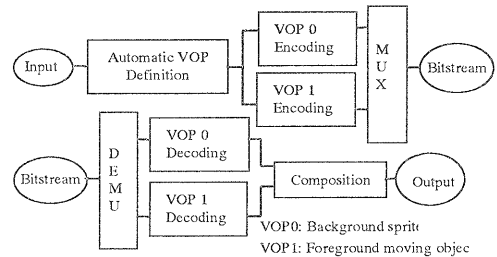 Input
Automatic VOP
Definition
VOP 0
Encoding
VOP 1
Encoding
M
U
X
Bitstream
Bitstream
D
E
M
U
VOP 0
Decoding
VOP 1
Decoding
Composition
Output
VOP0: Background sprite
VOP1: Foreground moving objec